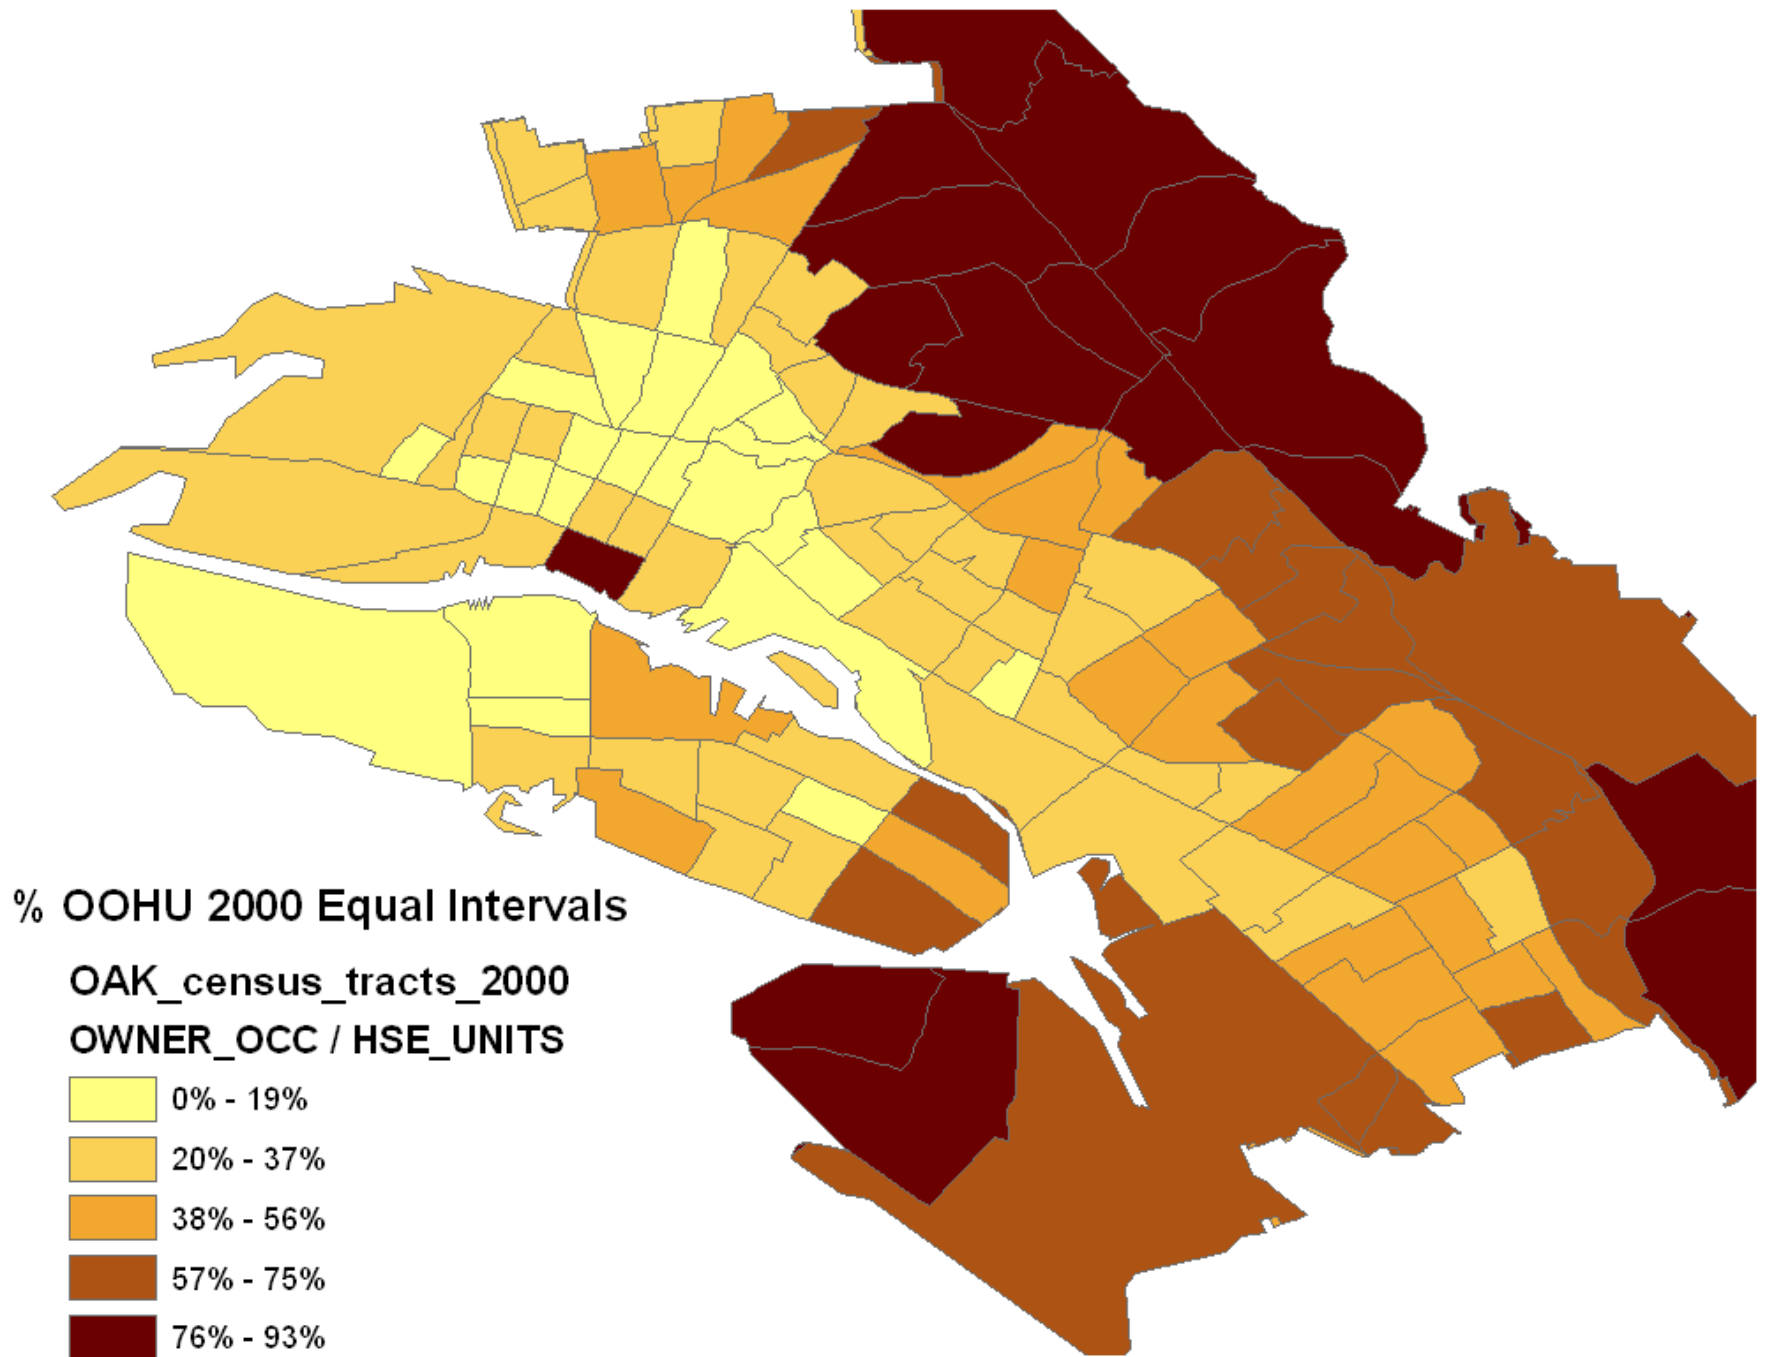 % OOHU 2000 Equal Intervals
OAK_census_tracts_2000
OWNER_OCC / HSE_UNITS
0% - 19%
20% - 37%
38% - 56%
57% - 75%
76% - 93%